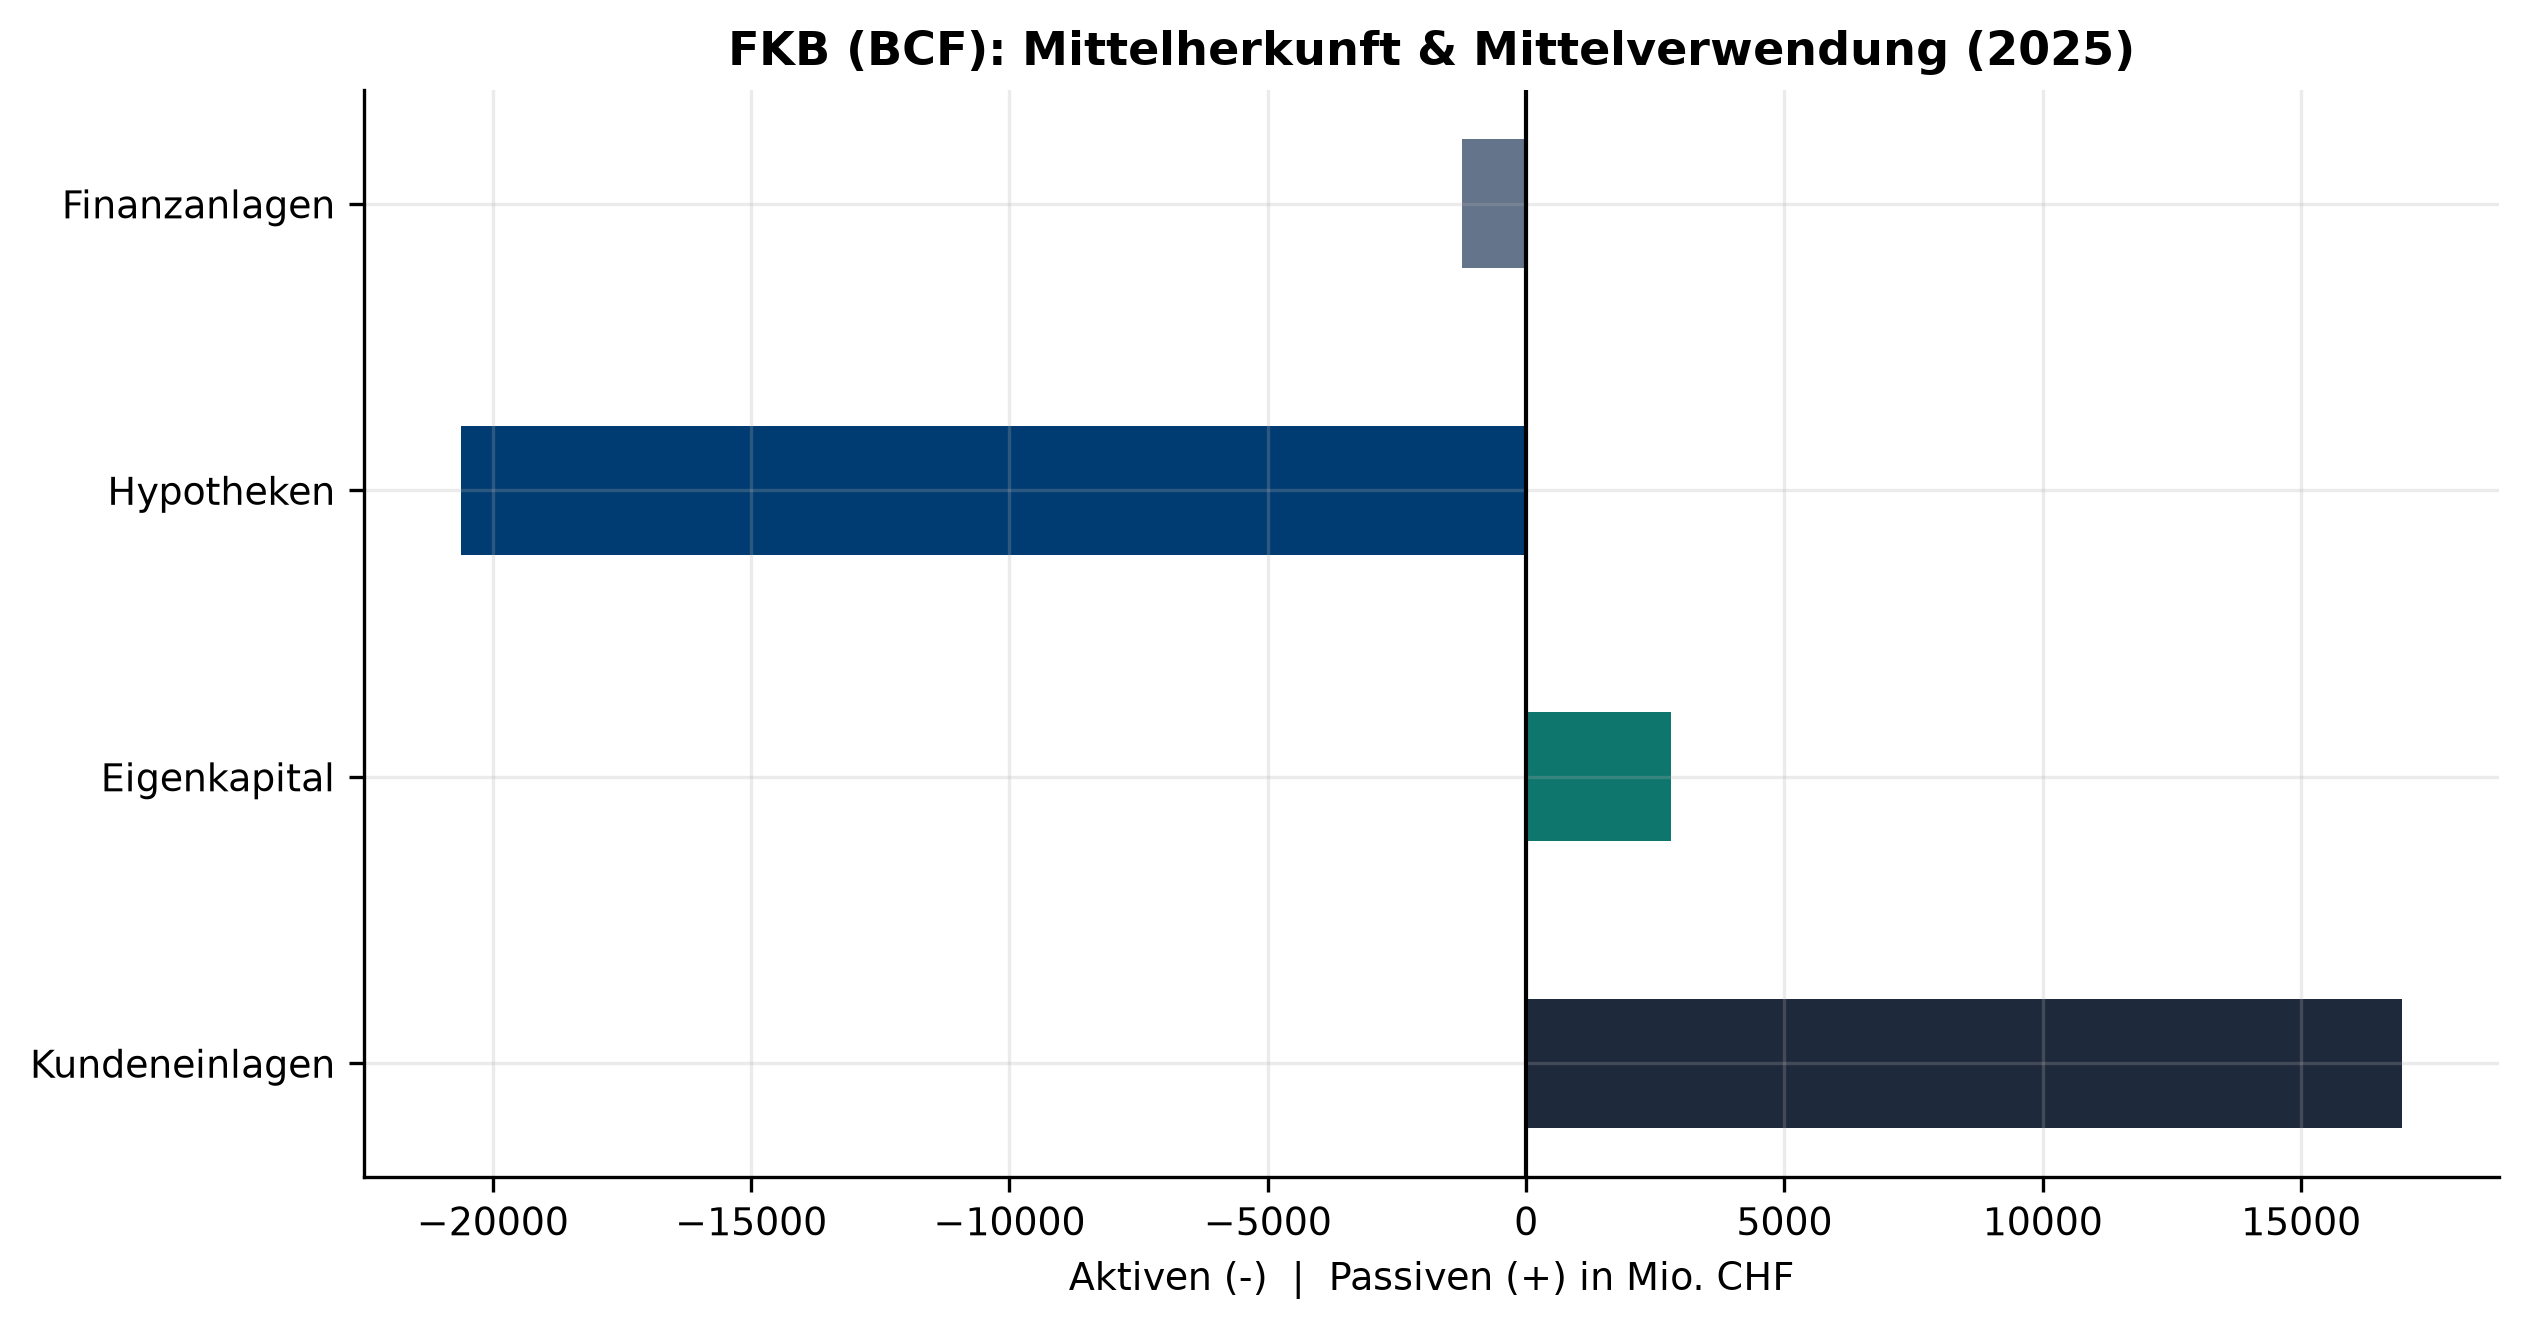 FKB (BCF): Mittelherkunft & Mittelverwendung (2025)
Finanzanlagen
Hypotheken
Eigenkapital
Kundeneinlagen
−20000 −15000 −10000 −5000 0 5000 10000 15000
Aktiven (-) | Passiven (+) in Mio. CHF